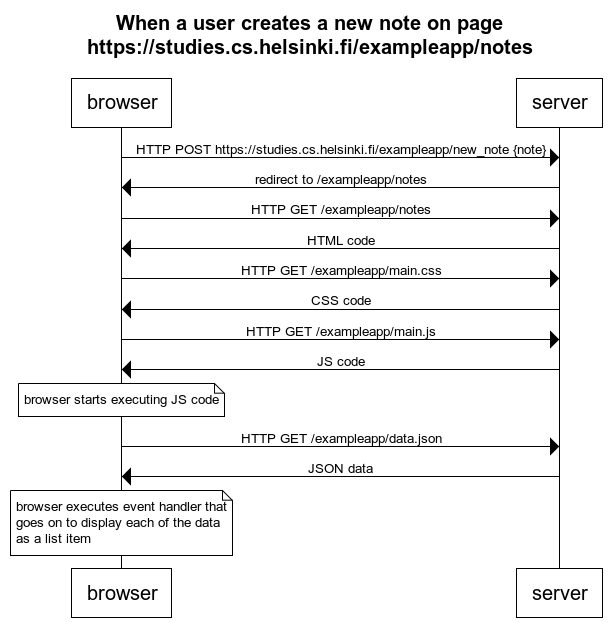 When a user creates a new note on page
https://studies.cs.helsinki.fi/exampleapp/notes
browser
server
HTTP POST https://studies.cs.helsinki.fi/exampleapp/new_note {note}
redirect to /exampleapp/notes
HTTP GET /exampleapp/notes
HTML code
HTTP GET /exampleapp/main.css
CSS code
HTTP GET /exampleapp/main.js
JS code
browser starts executing JS code
HTTP GET /exampleapp/data.json
JSON data
browser executes event handler that
goes on to display each of the data
as a list item
browser
server